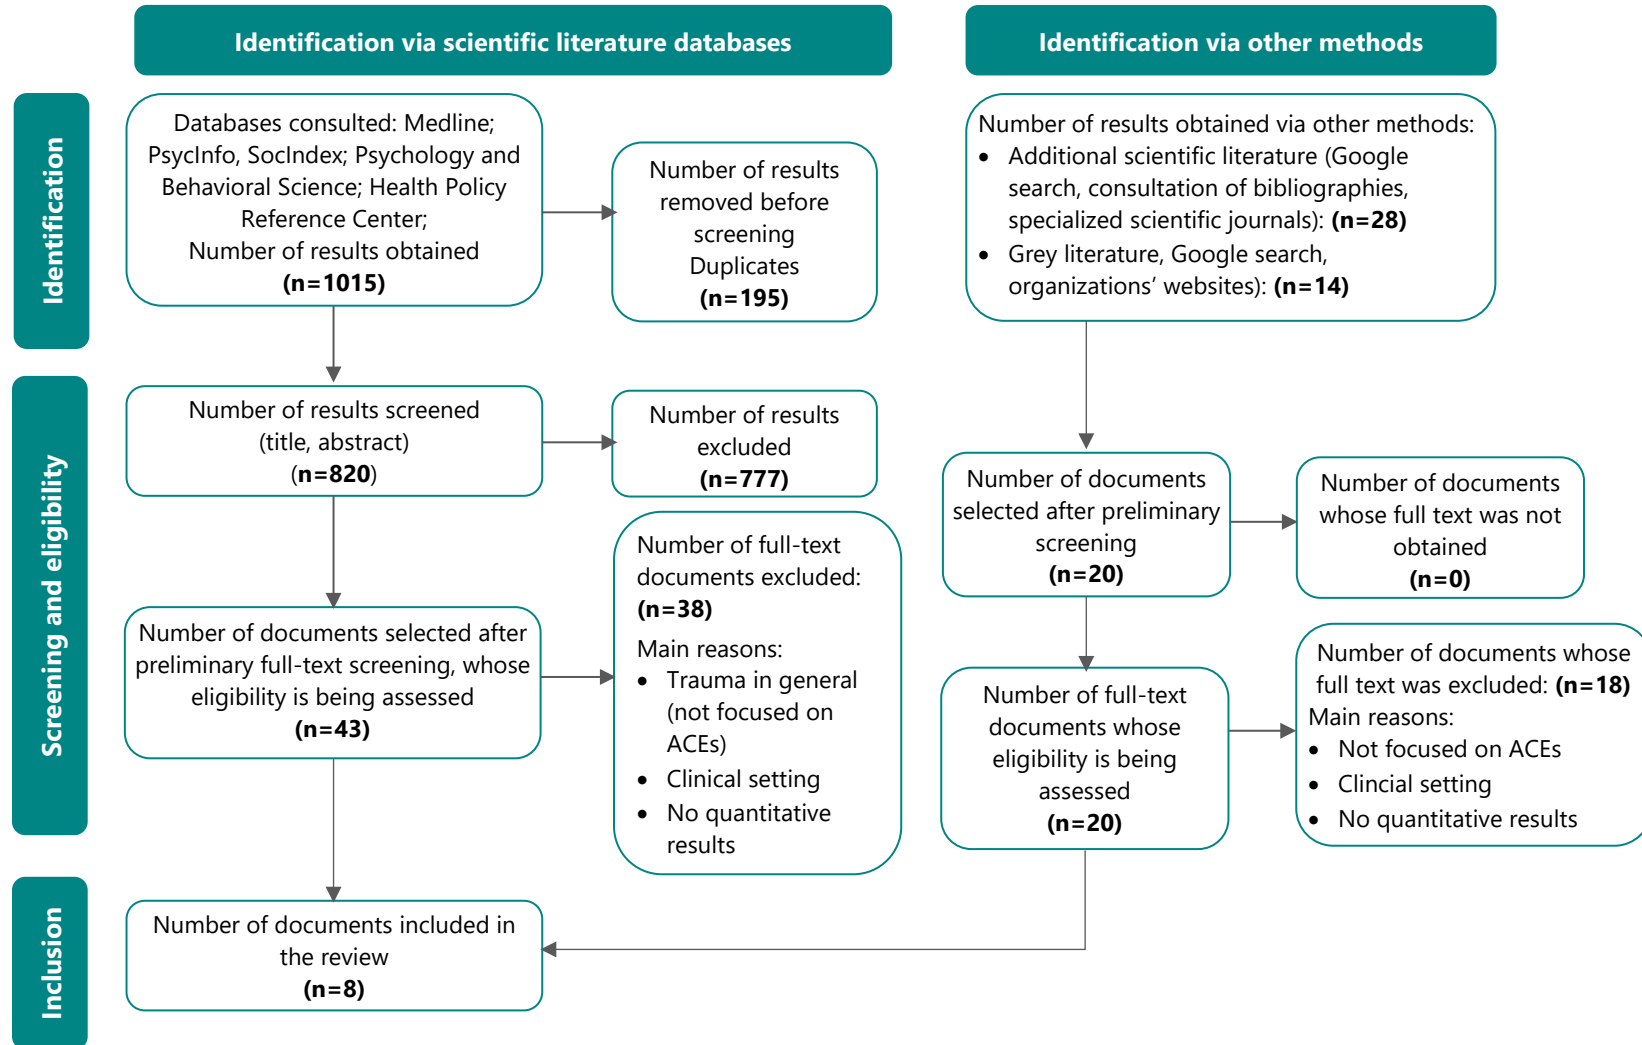 Identification via scientific literature databases
Identification via other methods
Identification
Databases consulted: Medline;
PsycInfo, SocIndex; Psychology and
Behavioral Science; Health Policy
Reference Center;
Number of results obtained
(n=1015)
Number of results
removed before
screening
Duplicates
(n=195)
Number of results obtained via other methods:
• Additional scientific literature (Google
search, consultation of bibliographies,
specialized scientific journals): (n=28)
• Grey literature, Google search,
organizations’ websites): (n=14)
Screening and eligibility
Number of results screened
(title, abstract)
(n=820)
Number of results
excluded
(n=777)
Number of documents
selected after preliminary
screening
(n=20)
Number of documents
whose full text was not
obtained
(n=0)
Number of documents selected after
preliminary full-text screening, whose
eligibility is being assessed
(n=43)
Number of full-text
documents excluded:
(n=38)
Main reasons:
• Trauma in general
(not focused on
ACEs)
• Clinical setting
• No quantitative
results
Number of full-text
documents whose
eligibility is being
assessed
(n=20)
Number of documents whose
full text was excluded: (n=18)
Main reasons:
• Not focused on ACEs
• Clincial setting
• No quantitative results
Inclusion
Number of documents included in
the review
(n=8)